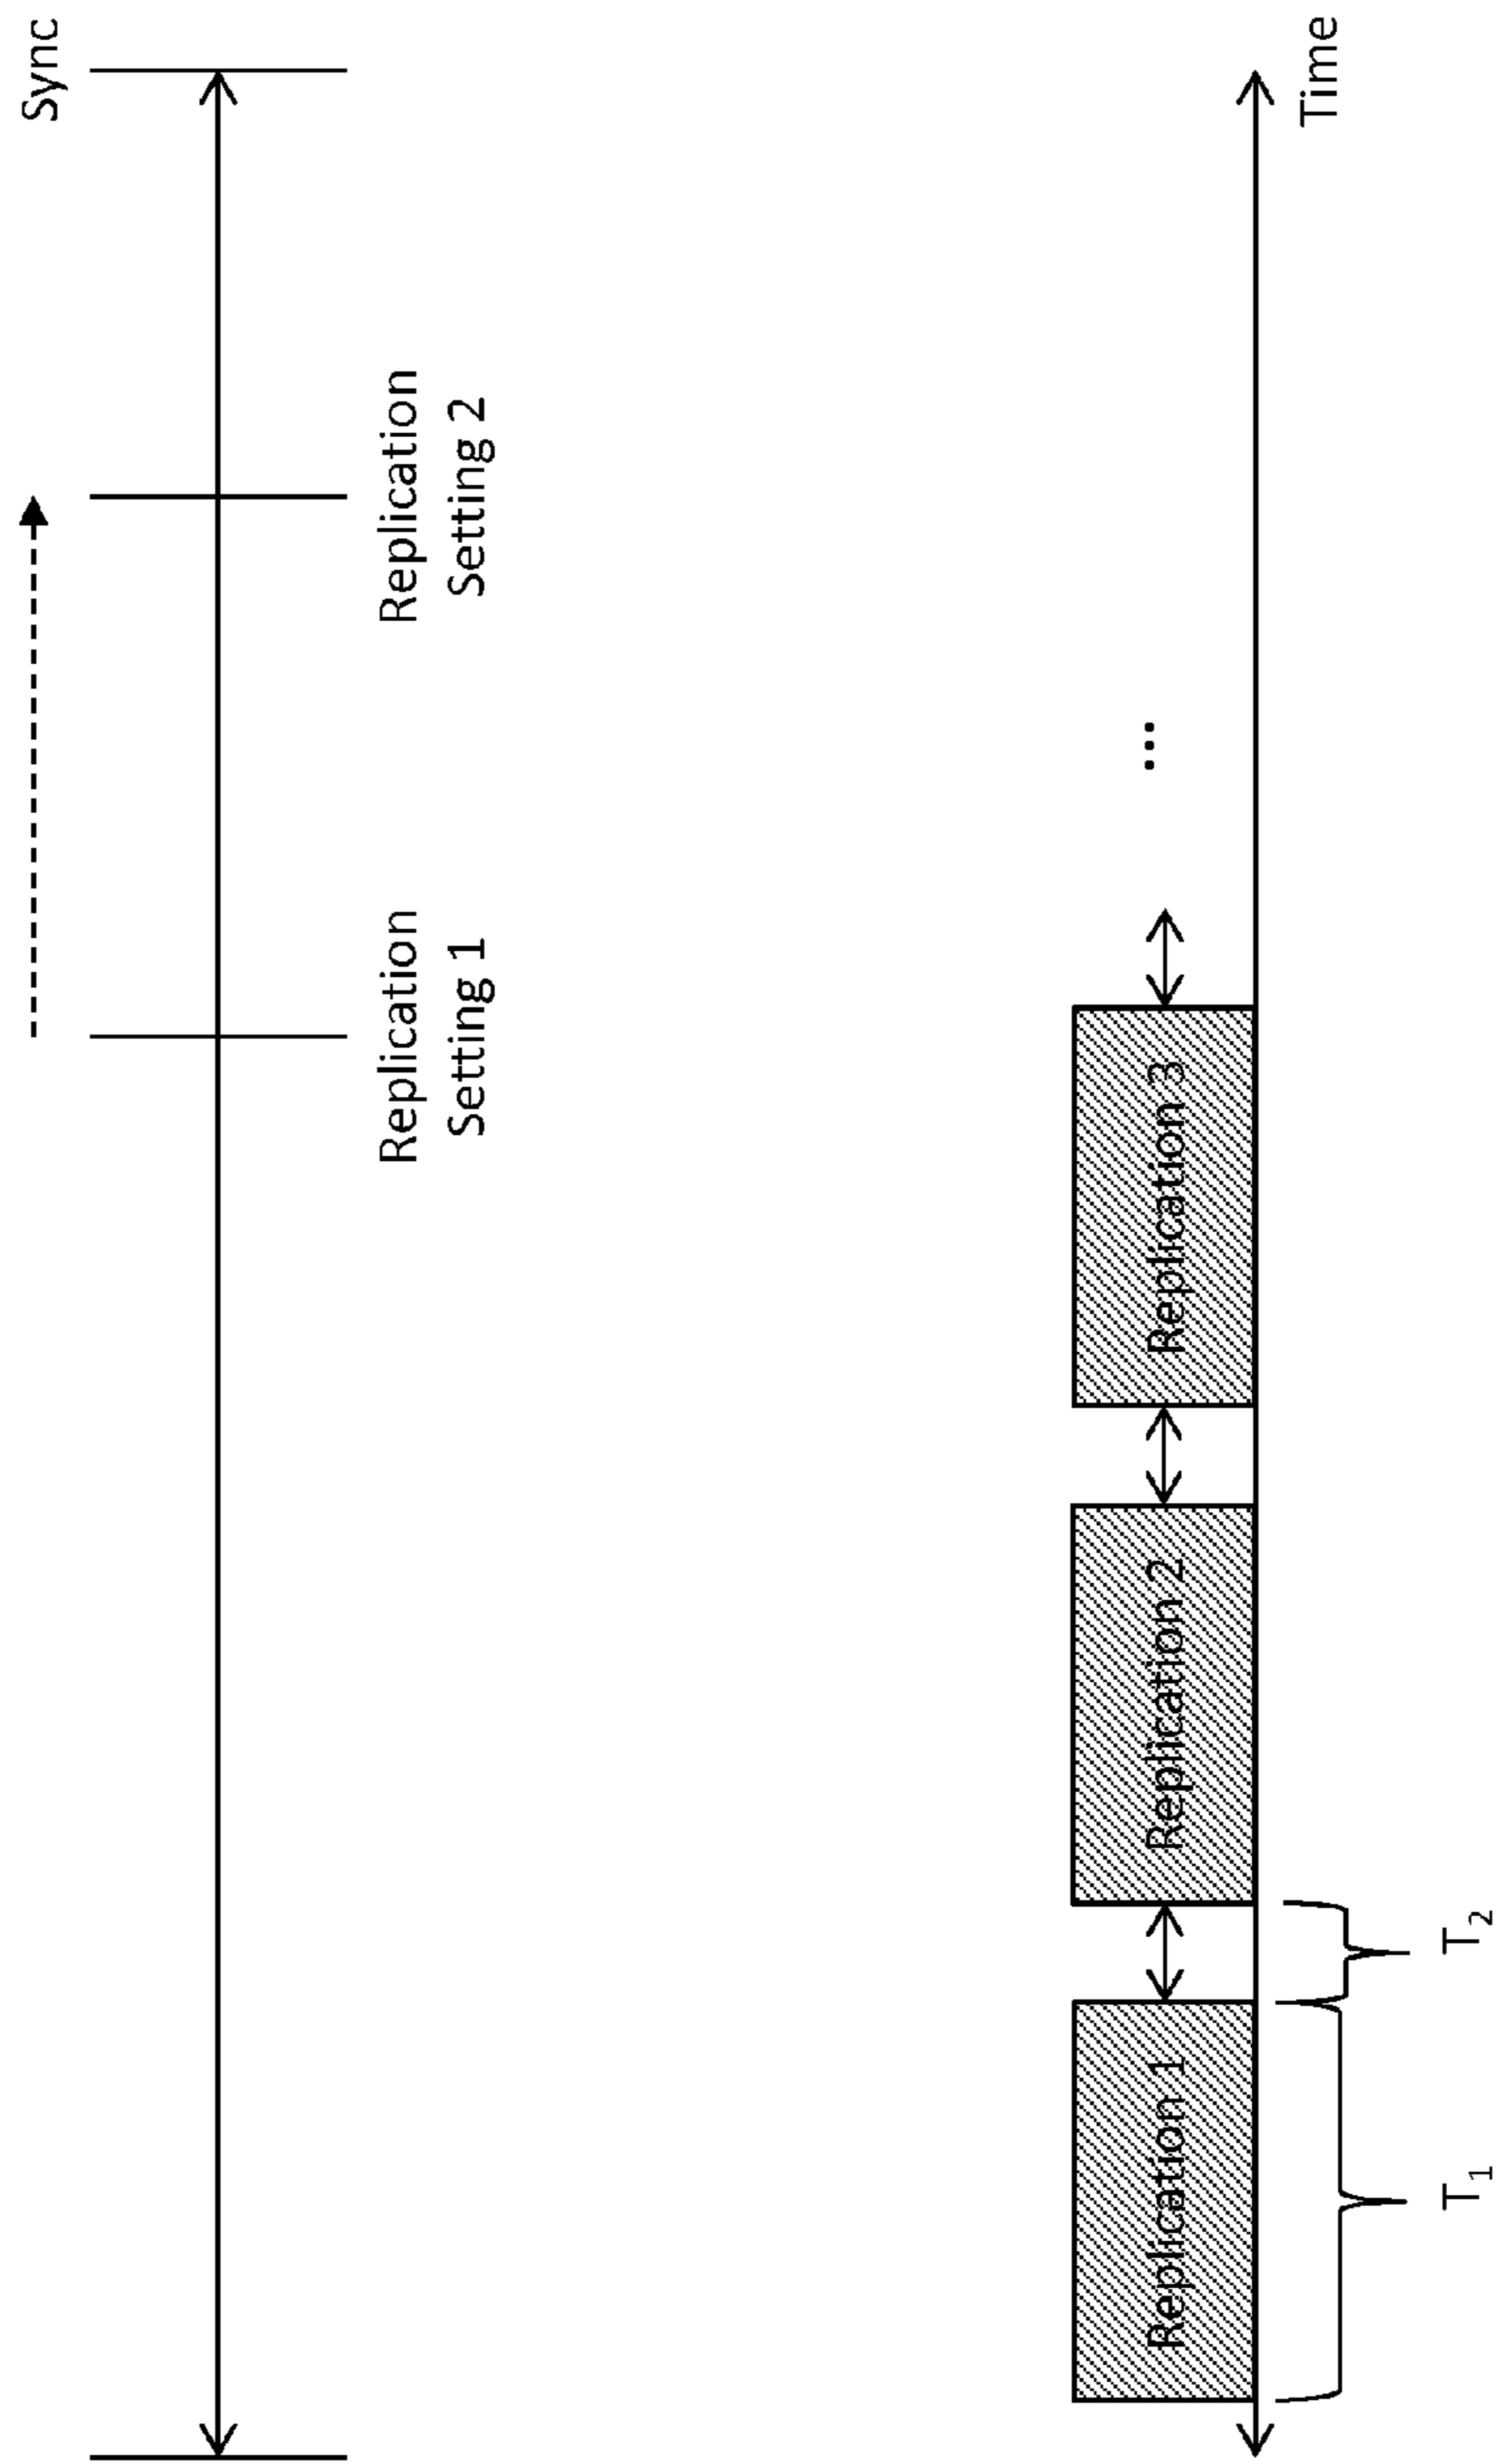 Sync
Replication
Setting 1
Replication
Setting 2
...
Replication 1
Replication 2
Replication 3
Time
T1
T2